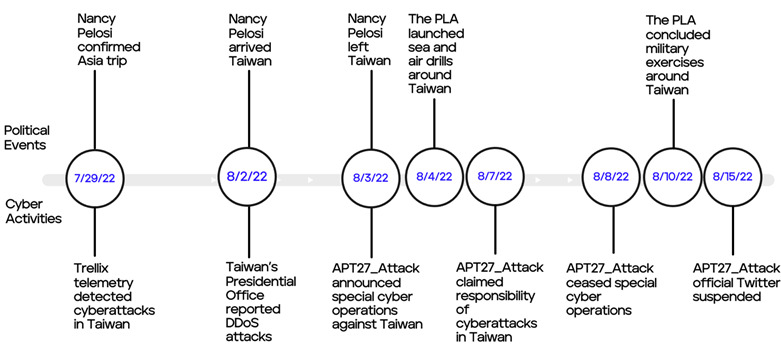 Nancy
Pelosi
confirmed
Asia trip
Nancy
Pelosi
arrived
Taiwan
Nancy
Pelosi
left
Taiwan
The PLA
launched
sea and
air drills
around
Taiwan
The PLA
concluded
military
exercises
around
Taiwan
Political
Events
7/29/22
8/2/22
8/3/22
8/4/22
8/7/22
8/8/22
8/10/22
8/15/22
Cyber
Activities
Trellix
telemetry
detected
cyberattacks
in Taiwan
Taiwan's
Presidential
Office
reported
DDoS
attacks
APT27_Attack
announced
special cyber
operations
against Taiwan
APT27_Attack
claimed
responsibility
of
cyberattacks
in Taiwan
APT27_Attack
ceased special
cyber
operations
APT27_Attack
official Twitter
suspended